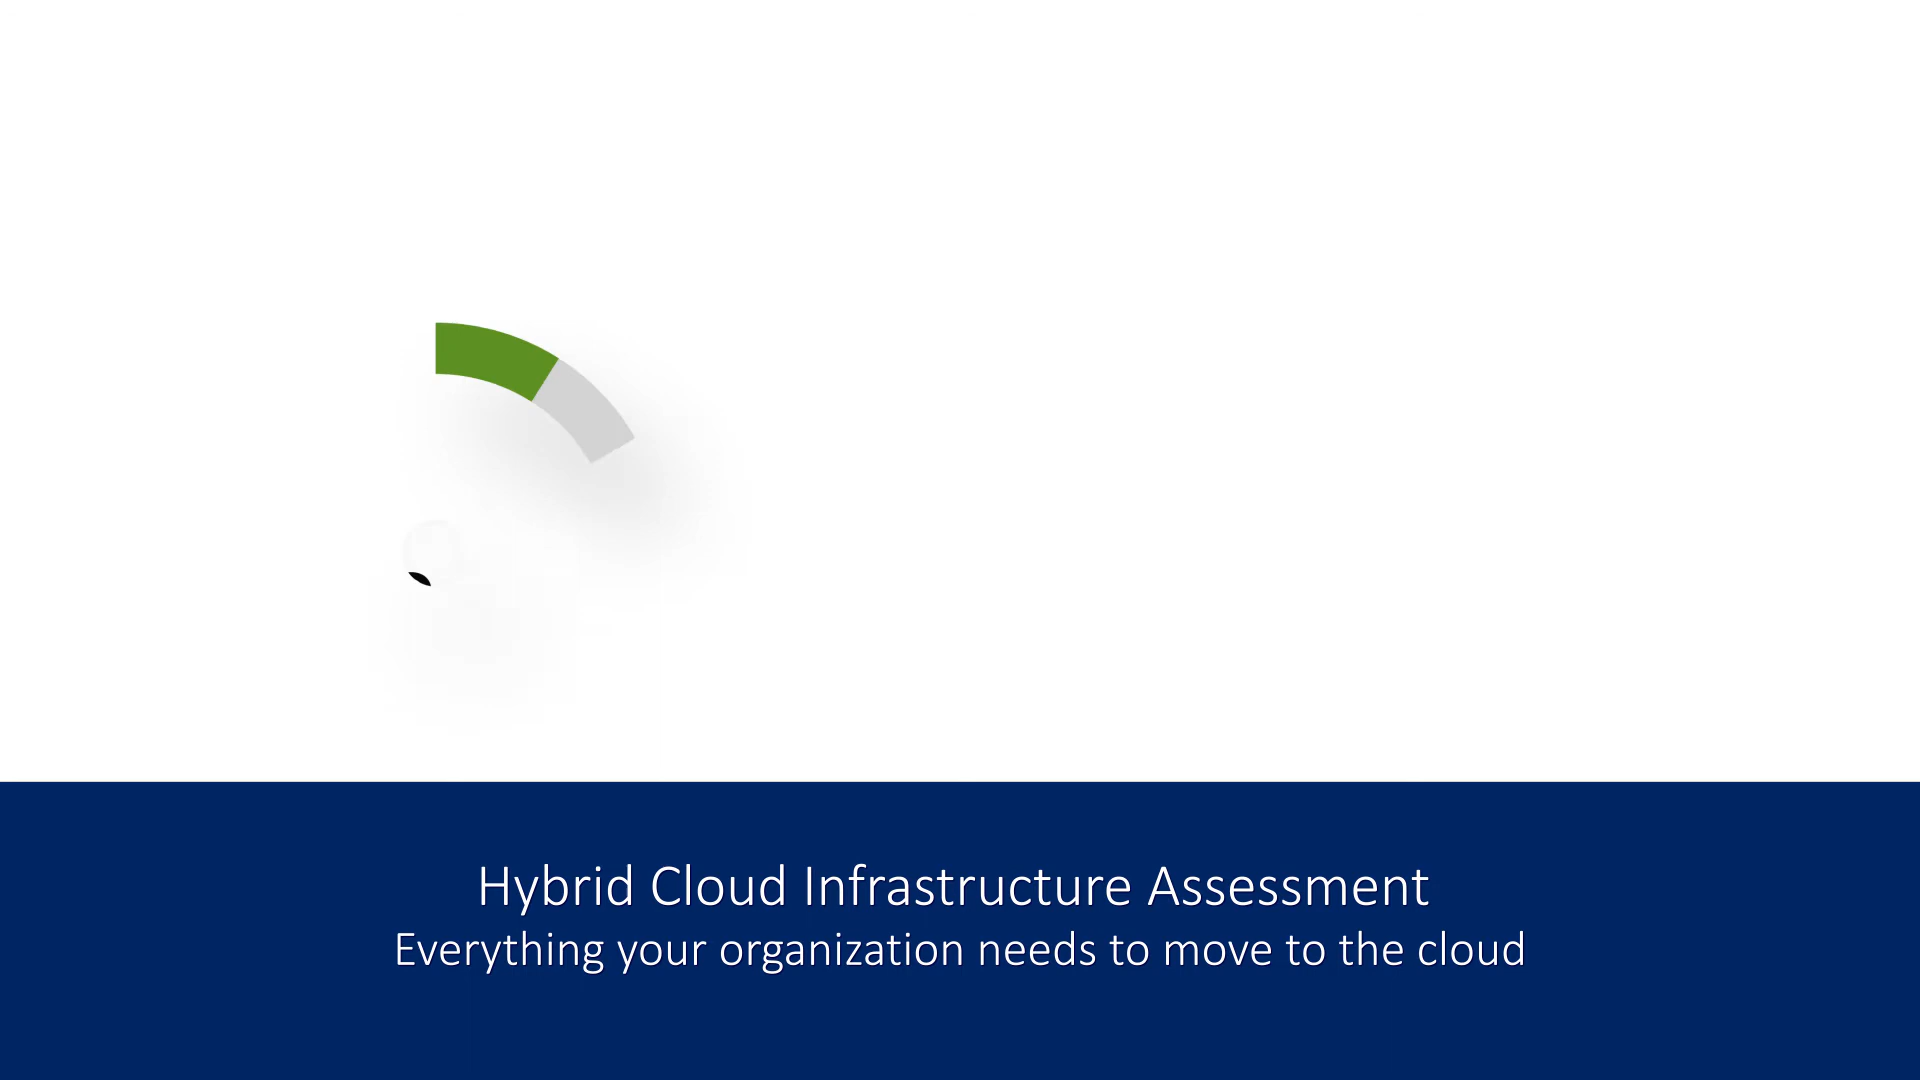 Hybrid Cloud Infrastructure Assessment
Everything your organization needs to move to the cloud